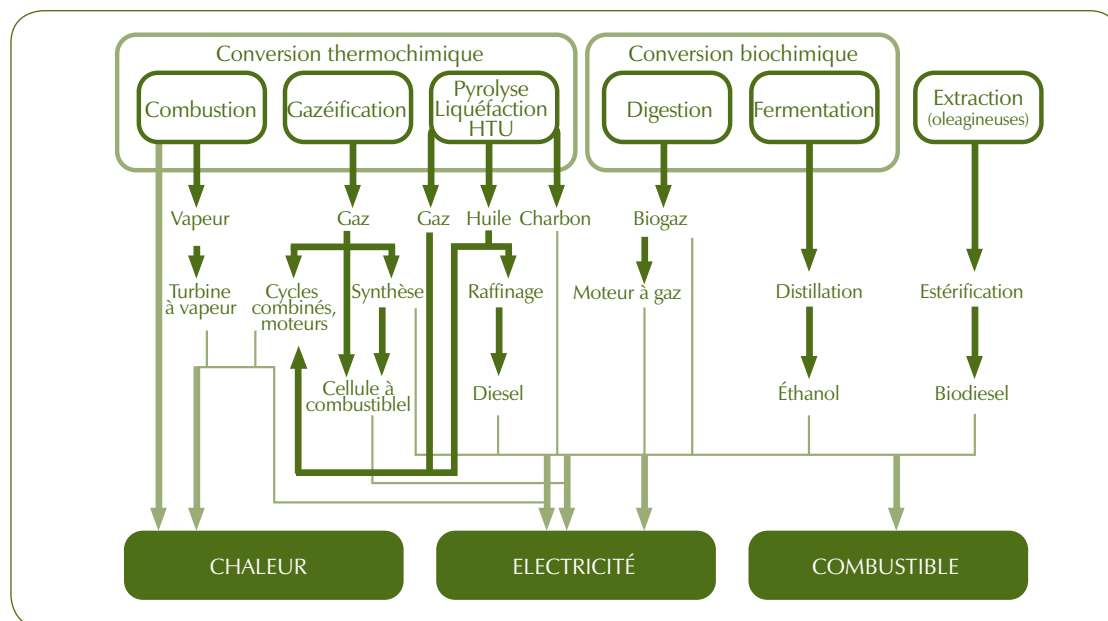 Conversion thermochimique
Conversion biochimique
Combustion
Gazéification
Pyrolyse
Liquéfaction
HTU
Digestion
Fermentation
Extraction
(oleagineuses)
Vapeur
Gaz
Gaz
Huile
Charbon
Biogaz
Turbine
à vapeur
Cycles
combinés,
moteurs
Synthèse
Raffinage
Moteur à gaz
Distillation
Estérification
Cellule à
combustiblel
Diesel
Éthanol
Biodiesel
CHALEUR
ELECTRICITÉ
COMBUSTIBLE